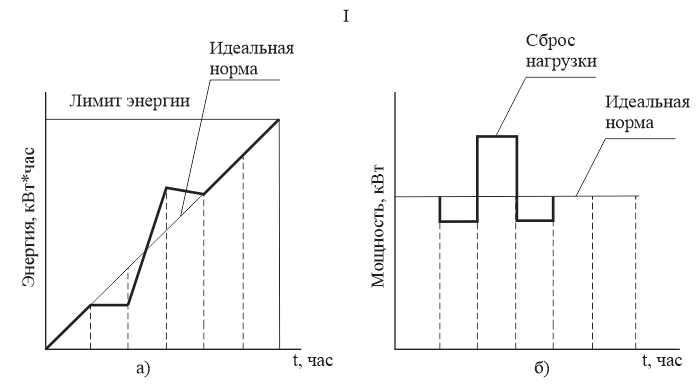 I
Идеальная
норма
Лимит энергии
Энергия, кВт*час
t, час
а)
Сброс
нагрузки
Идеальная
норма
Мощность, кВт
t, час
б)